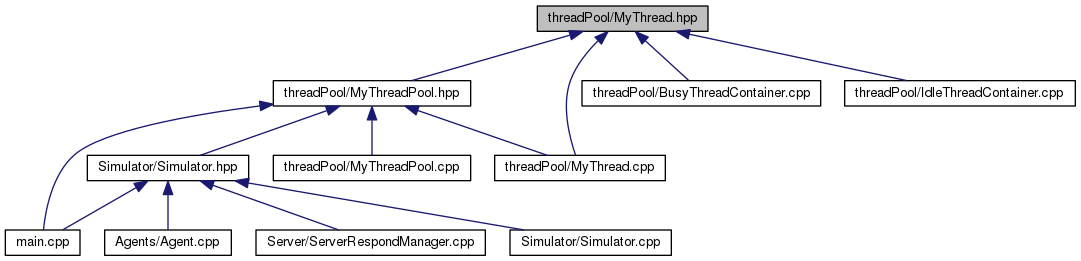 threadPool/MyThread.hpp
threadPool/MyThreadPool.hpp
threadPool/BusyThreadContainer.cpp
threadPool/IdleThreadContainer.cpp
Simulator/Simulator.hpp
threadPool/MyThreadPool.cpp
threadPool/MyThread.cpp
main.cpp
Agents/Agent.cpp
Server/ServerRespondManager.cpp
Simulator/Simulator.cpp